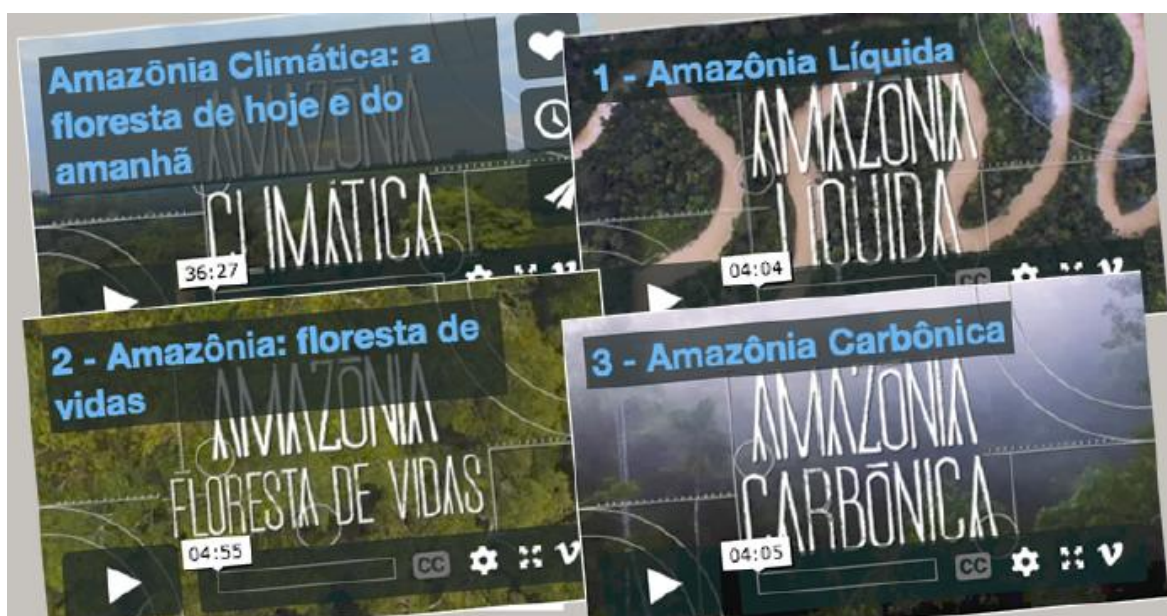 Amazônia Climática: a
floresta de hoje e do
amanhã
AMAZÔNIA
CLIMÁTICA
36:27
1 - Amazônia Líquida
AMAZÔNIA
LÍQUIDA
04:04
CC
2 - Amazônia: floresta de
vidas
AMAZÔNIA
FLORESTA DE VIDAS
04:55
CC
3 - Amazônia Carbônica
AMAZÔNIA
CARBÔNICA
04:05
CC